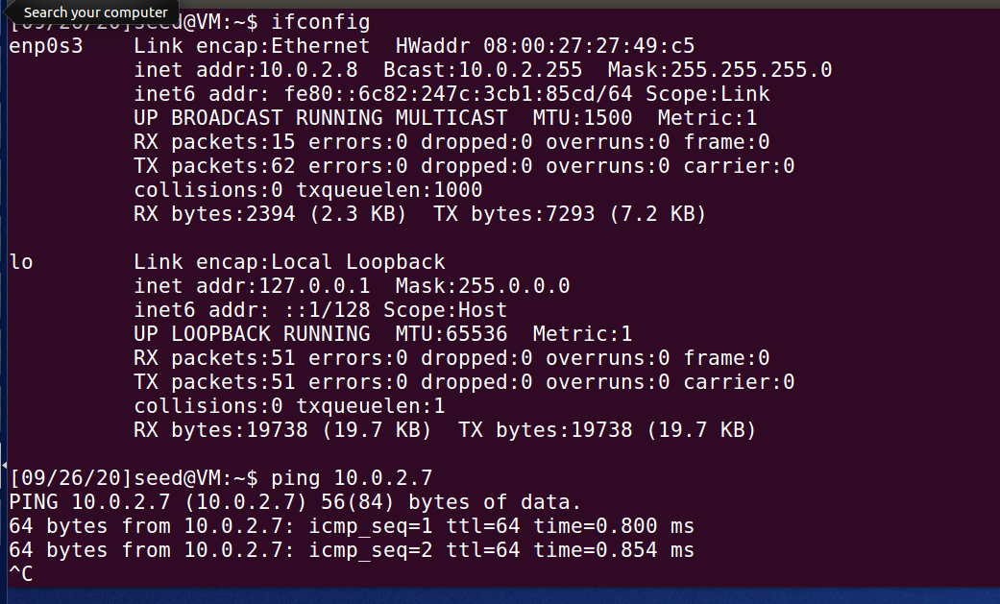 Search your computer
[09/26/20]seed@VM:~$ ifconfig
enp0s3    Link encap:Ethernet  HWaddr 08:00:27:27:49:c5
          inet addr:10.0.2.8  Bcast:10.0.2.255  Mask:255.255.255.0
          inet6 addr: fe80::6c82:247c:3cb1:85cd/64 Scope:Link
          UP BROADCAST RUNNING MULTICAST  MTU:1500  Metric:1
          RX packets:15 errors:0 dropped:0 overruns:0 frame:0
          TX packets:62 errors:0 dropped:0 overruns:0 carrier:0
          collisions:0 txqueuelen:1000
          RX bytes:2394 (2.3 KB)  TX bytes:7293 (7.2 KB)

lo        Link encap:Local Loopback
          inet addr:127.0.0.1  Mask:255.0.0.0
          inet6 addr: ::1/128 Scope:Host
          UP LOOPBACK RUNNING  MTU:65536  Metric:1
          RX packets:51 errors:0 dropped:0 overruns:0 frame:0
          TX packets:51 errors:0 dropped:0 overruns:0 carrier:0
          collisions:0 txqueuelen:1
          RX bytes:19738 (19.7 KB)  TX bytes:19738 (19.7 KB)

[09/26/20]seed@VM:~$ ping 10.0.2.7
PING 10.0.2.7 (10.0.2.7) 56(84) bytes of data.
64 bytes from 10.0.2.7: icmp_seq=1 ttl=64 time=0.800 ms
64 bytes from 10.0.2.7: icmp_seq=2 ttl=64 time=0.854 ms
^C